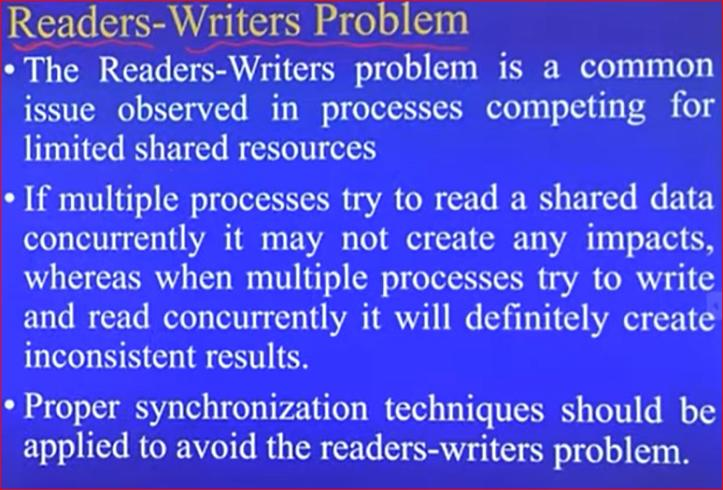 Readers-Writers Problem
• The Readers-Writers problem is a common
issue observed in processes competing for
limited shared resources
• If multiple processes try to read a shared data
concurrently it may not create any impacts,
whereas when multiple processes try to write
and read concurrently it will definitely create
inconsistent results.
• Proper synchronization techniques should be
applied to avoid the readers-writers problem.